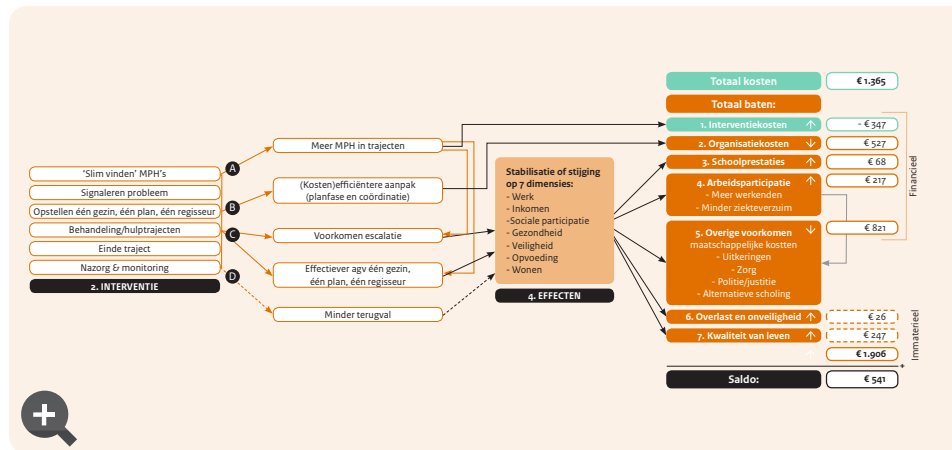 'Slim vinden' MPH's
Signaleren probleem
Opstellen één gezin, één plan, één regisseur
Behandeling/hulptrajecten
Einde traject
Nazorg & monitoring
2. INTERVENTIE
A
B
C
D
Meer MPH in trajecten
(Kosten)efficiëntere aanpak
(planfase en coördinatie)
Voorkomen escalatie
Effectiever agv één gezin,
één plan, één regisseur
Minder terugval
Stabilisatie of stijging
op 7 dimensies:
- Werk
- Inkomen
-Sociale participatie
- Gezondheid
- Veiligheid
- Opvoeding
- Wonen
4. EFFECTEN
Totaal kosten € 1.365
Totaal baten:
1. Interventiekosten - € 347
2. Organisatiekosten € 527
3. Schoolprestaties € 68
4. Arbeidsparticipatie € 217
- Meer werkenden
- Minder ziekteverzuim
5. Overige voorkomen € 821
maatschappelijke kosten
- Uitkeringen
- Zorg
- Politie/justitie
- Alternatieve scholing
6. Overlast en onveiligheid € 26
7. Kwaliteit van leven € 247
€ 1.906
+
Saldo: € 541
Financieel
Immaterieel